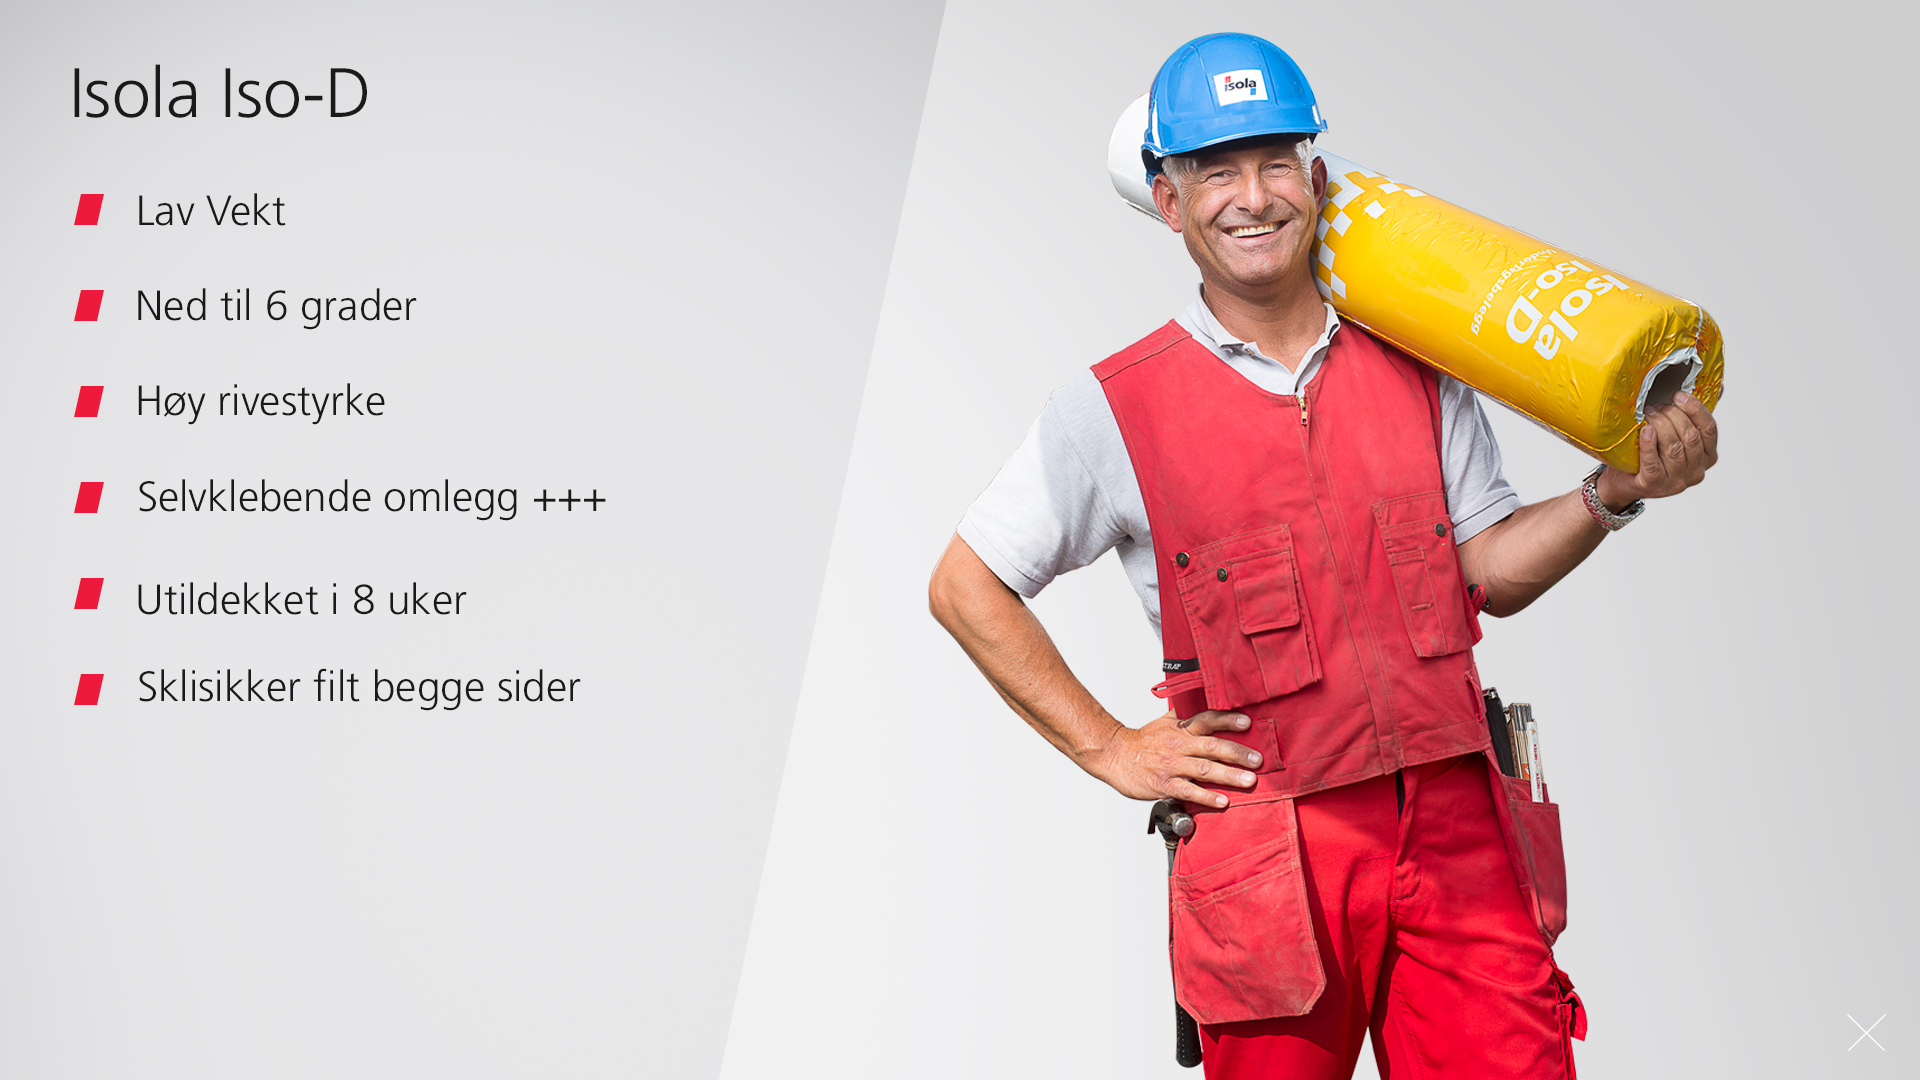 Isola Iso-D
Lav Vekt
Ned til 6 grader
Høy rivestyrke
Selvklebende omlegg +++
Utildekket i 8 uker
Sklisikker filt begge sider
isola
Isola
Iso-D
Underlagsbelegg